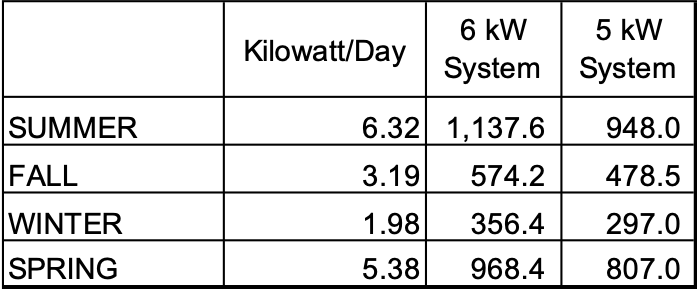 Kilowatt/Day 6 kW System 5 kW System
SUMMER 6.32 1,137.6 948.0
FALL 3.19 574.2 478.5
WINTER 1.98 356.4 297.0
SPRING 5.38 968.4 807.0